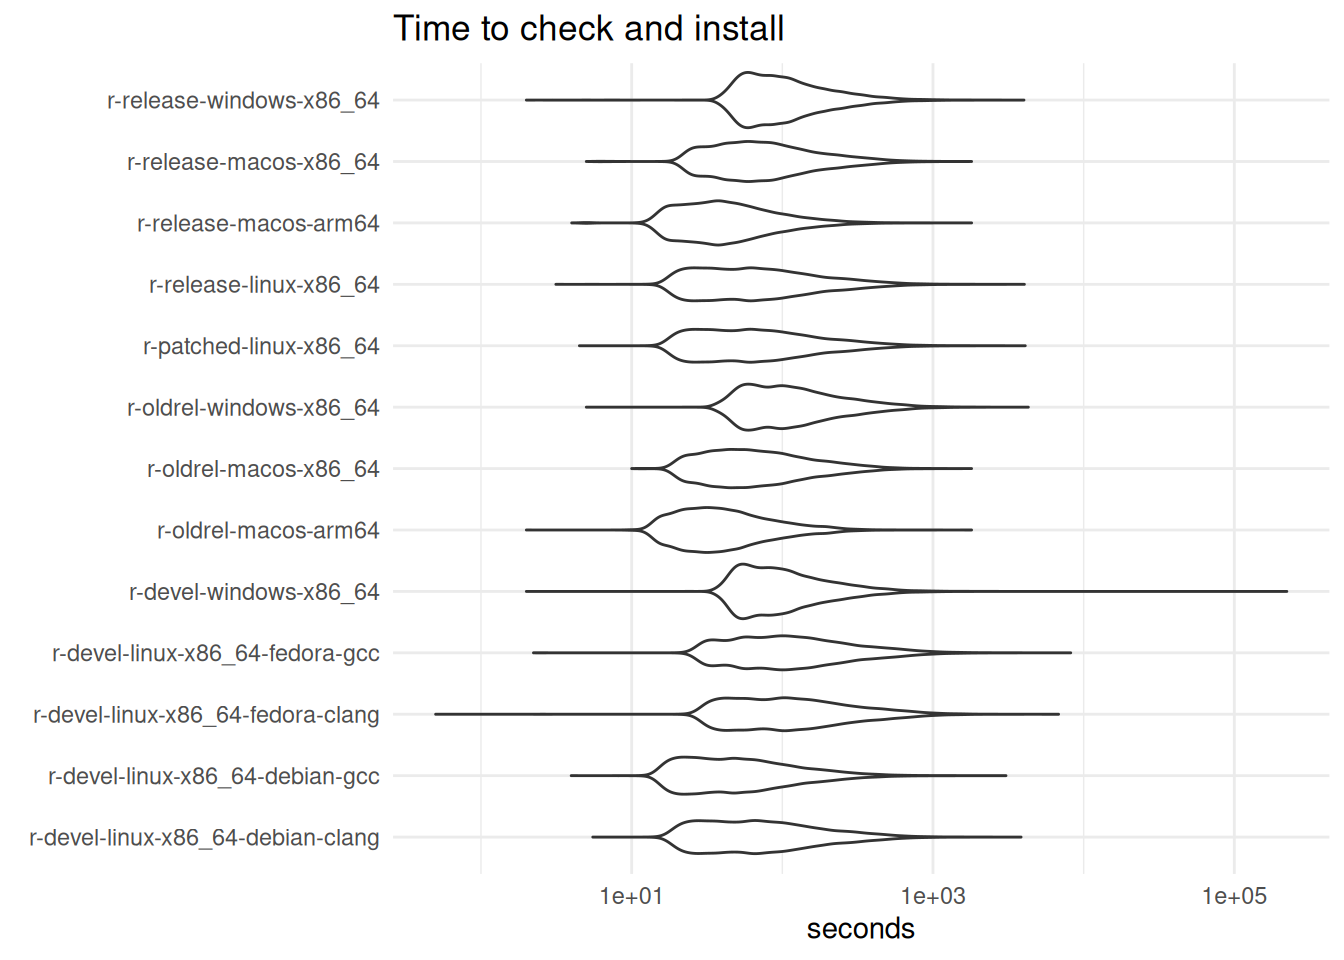 Time to check and install
r-release-windows-x86_64
r-release-macos-x86_64
r-release-macos-arm64
r-release-linux-x86_64
r-patched-linux-x86_64
r-oldrel-windows-x86_64
r-oldrel-macos-x86_64
r-oldrel-macos-arm64
r-devel-windows-x86_64
r-devel-linux-x86_64-fedora-gcc
r-devel-linux-x86_64-fedora-clang
r-devel-linux-x86_64-debian-gcc
r-devel-linux-x86_64-debian-clang
1e+01 1e+03 1e+05
seconds